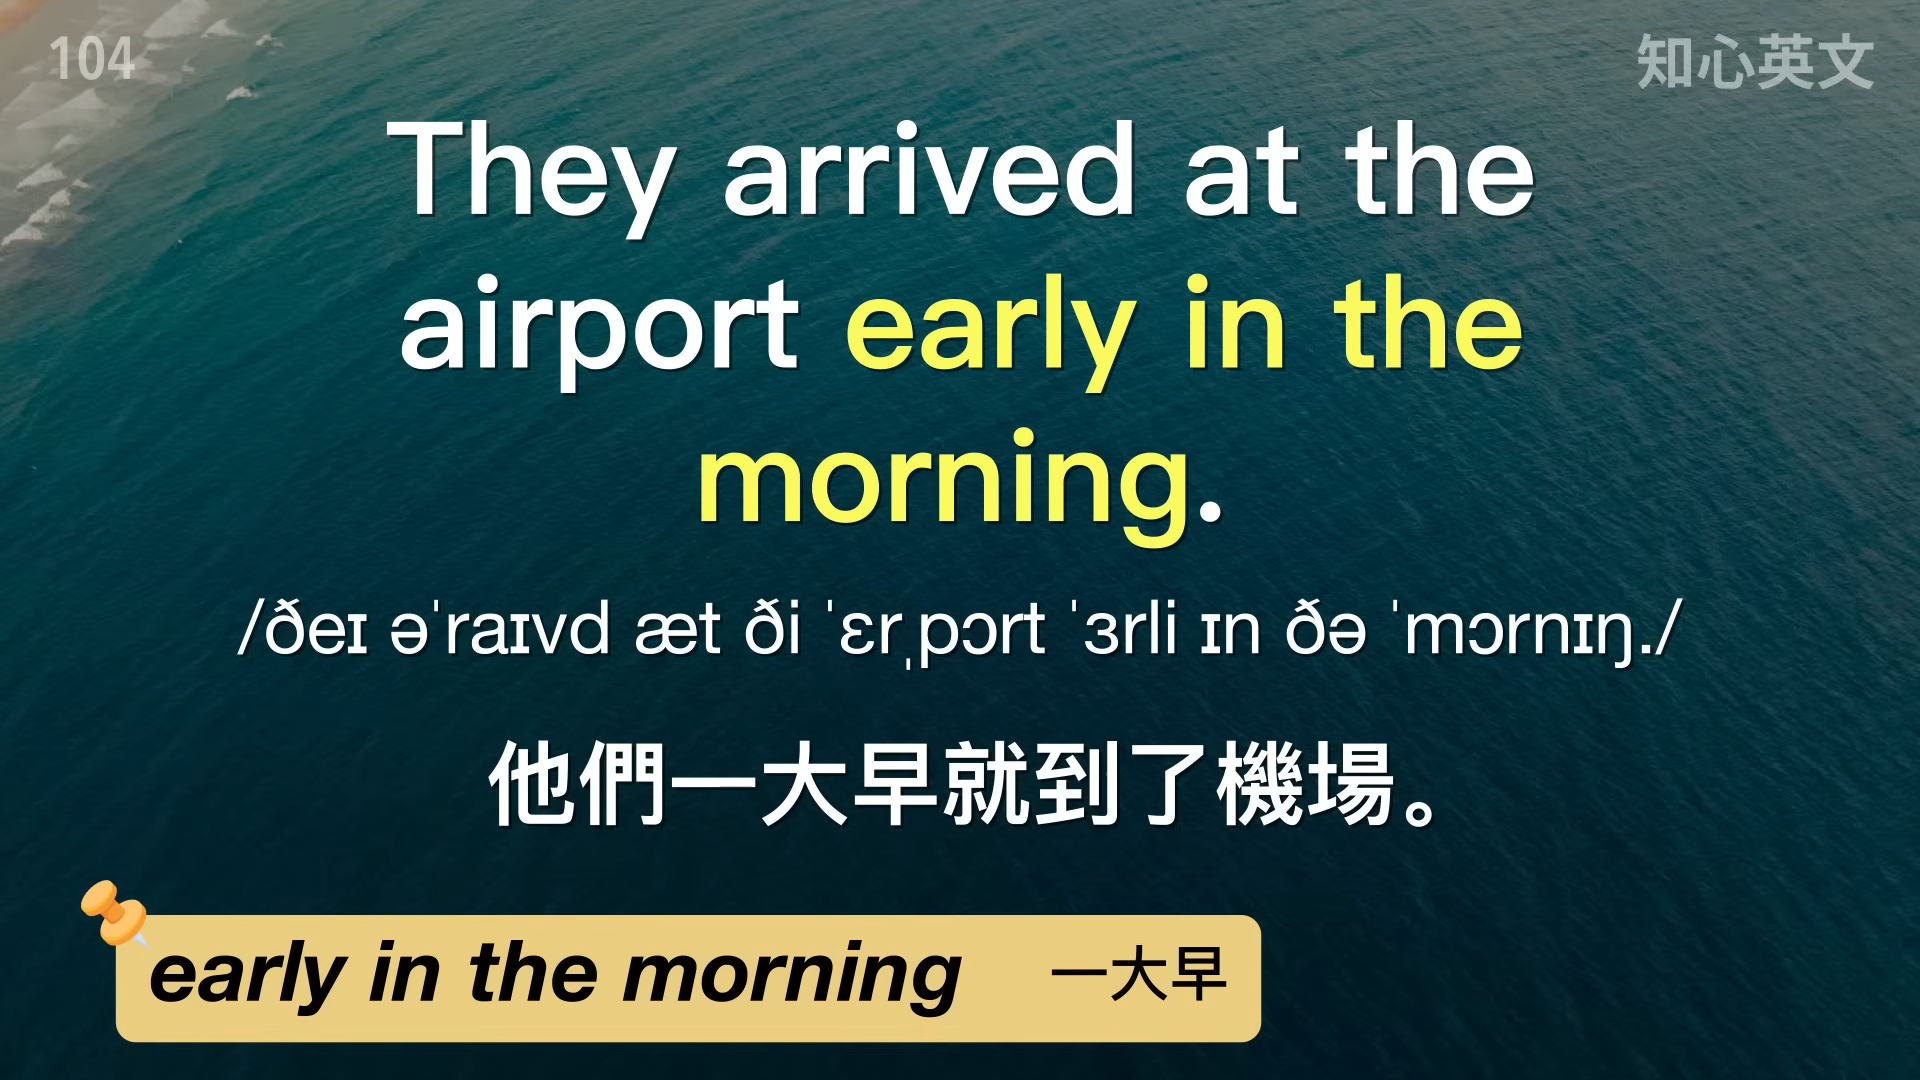 104
知心英文
They arrived at the
airport early in the
morning.
/ðeɪ əˈraɪvd æt ði ˈɛrˌpɔrt ˈɜrli ɪn ðə ˈmɔrnɪŋ./
他們一大早就到了機場。
early in the morning 一大早